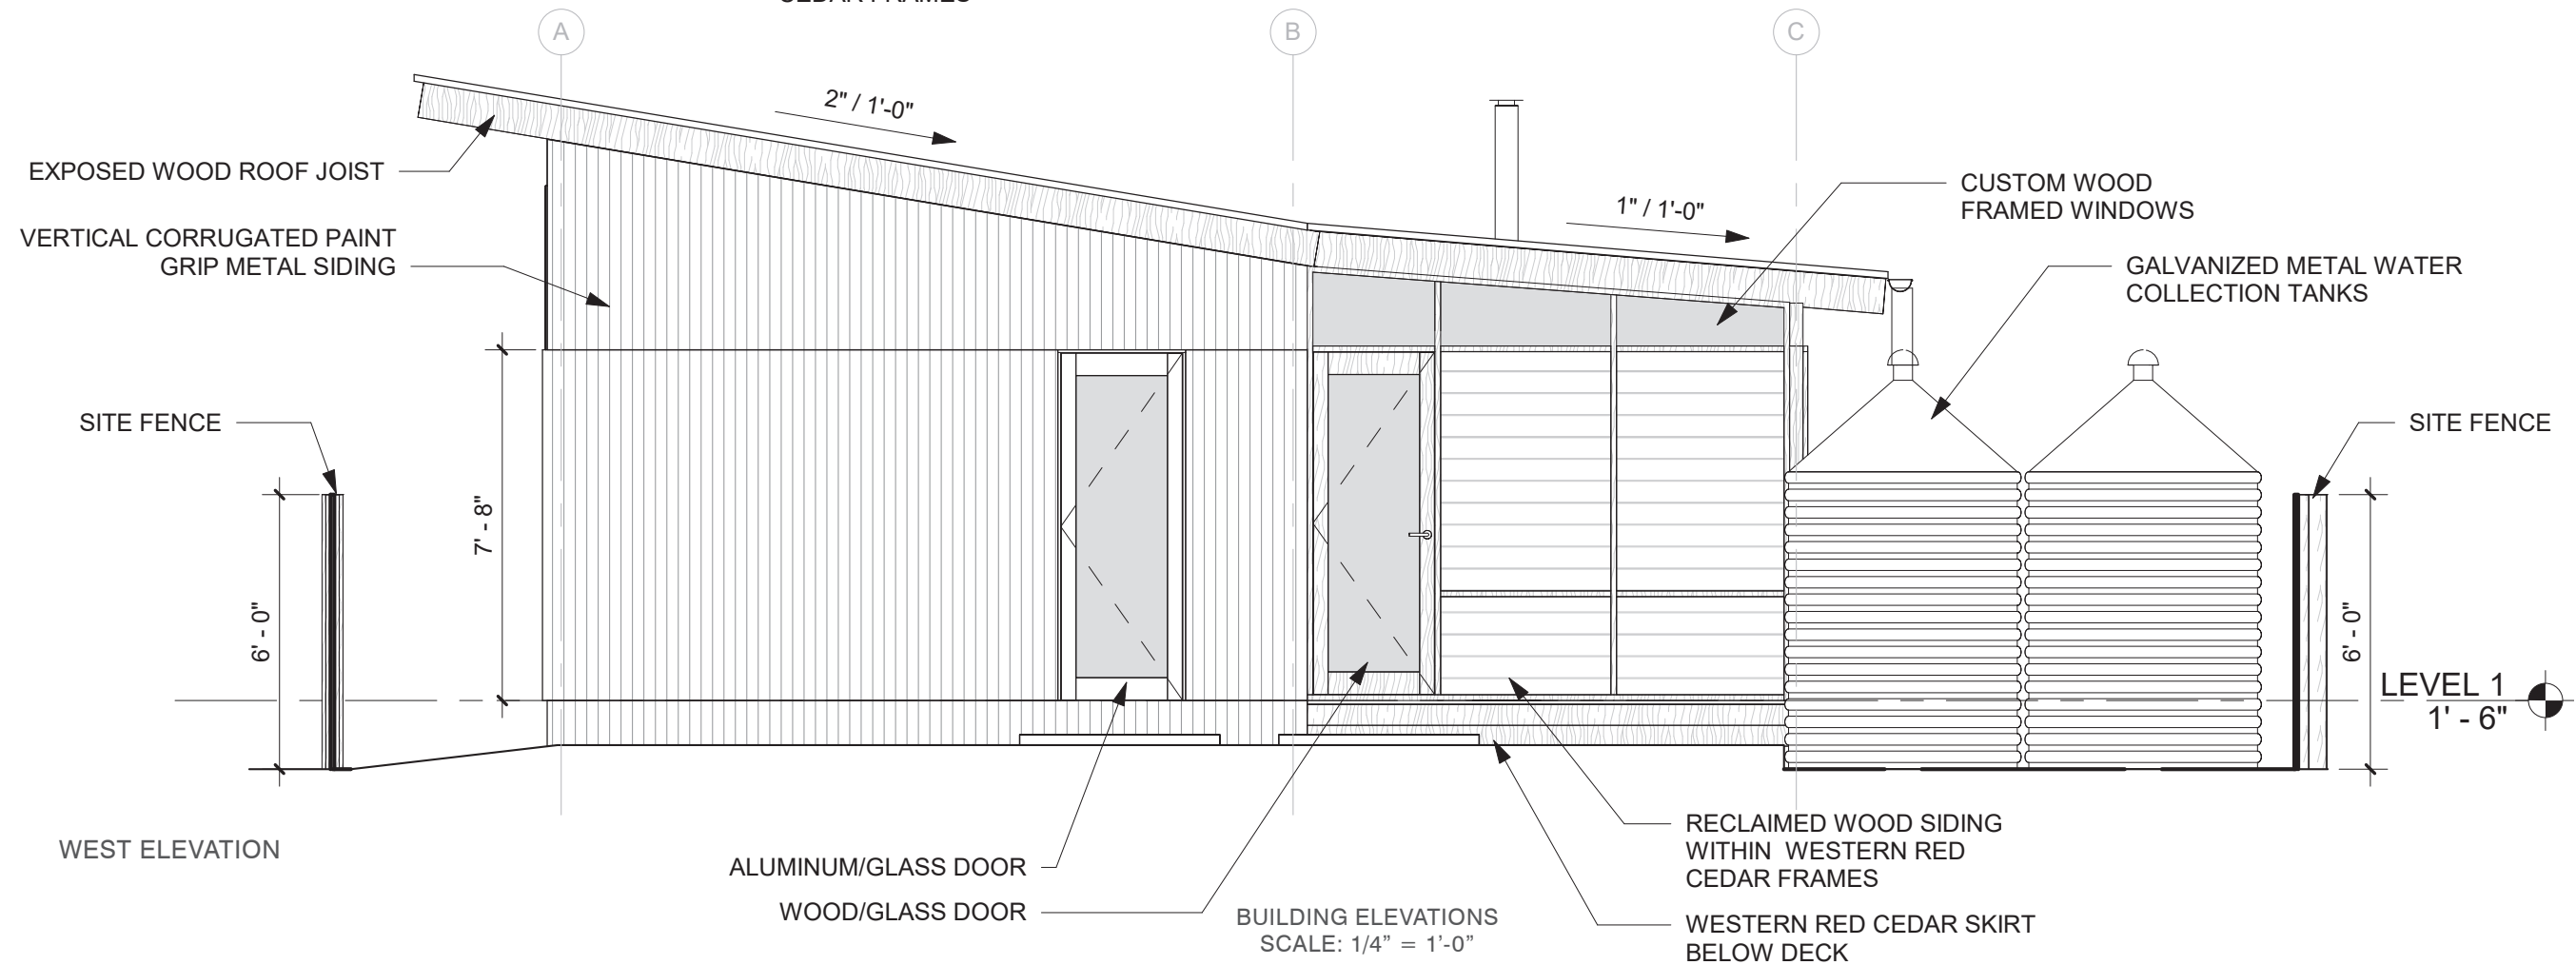 CEDAR FRAMES
A
B
C
2" / 1'-0"
EXPOSED WOOD ROOF JOIST
CUSTOM WOOD
FRAMED WINDOWS
1" / 1'-0"
VERTICAL CORRUGATED PAINT
GRIP METAL SIDING
GALVANIZED METAL WATER
COLLECTION TANKS
SITE FENCE
SITE FENCE
7' - 8"
6' - 0"
6' - 0"
LEVEL 1
1' - 6"
WEST ELEVATION
ALUMINUM/GLASS DOOR
WOOD/GLASS DOOR
RECLAIMED WOOD SIDING
WITHIN WESTERN RED
CEDAR FRAMES
WESTERN RED CEDAR SKIRT
BELOW DECK
BUILDING ELEVATIONS
SCALE: 1/4” = 1’-0”